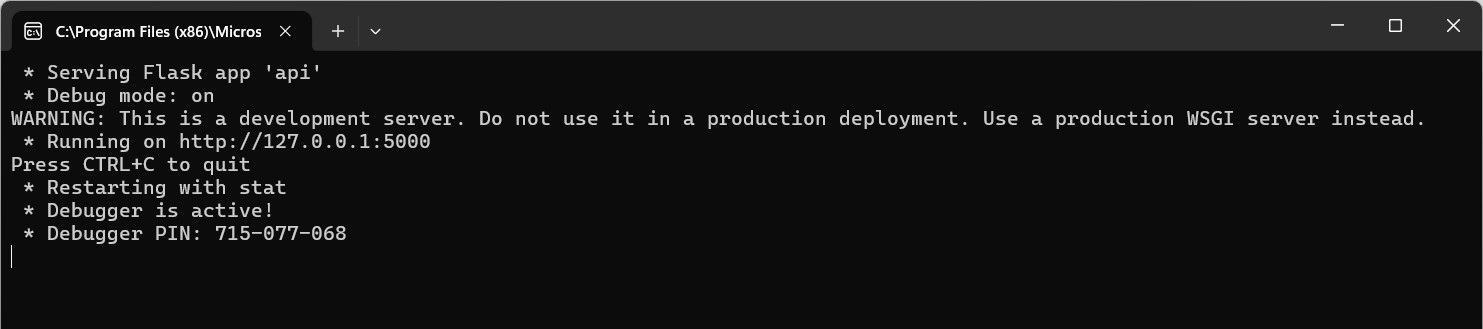 C:\Program Files (x86)\Micros
* Serving Flask app 'api'
* Debug mode: on
WARNING: This is a development server. Do not use it in a production deployment. Use a production WSGI server instead.
* Running on http://127.0.0.1:5000
Press CTRL+C to quit
* Restarting with stat
* Debugger is active!
* Debugger PIN: 715-077-068